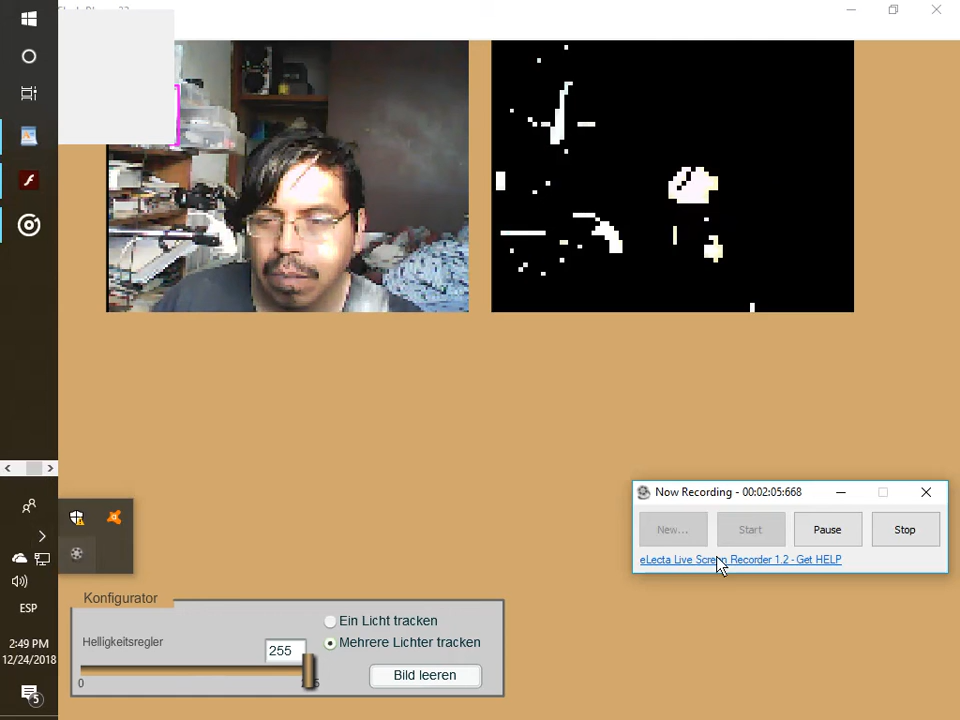 Now Recording - 00:02:05:668
New...
Start
Pause
Stop
eLecta Live Screen Recorder 1.2 - Get HELP
ESP
2:49 PM
12/24/2018
5
Konfigurator
Helligkeitsregler
255
0
Ein Licht tracken
Mehrere Lichter tracken
Bild leeren